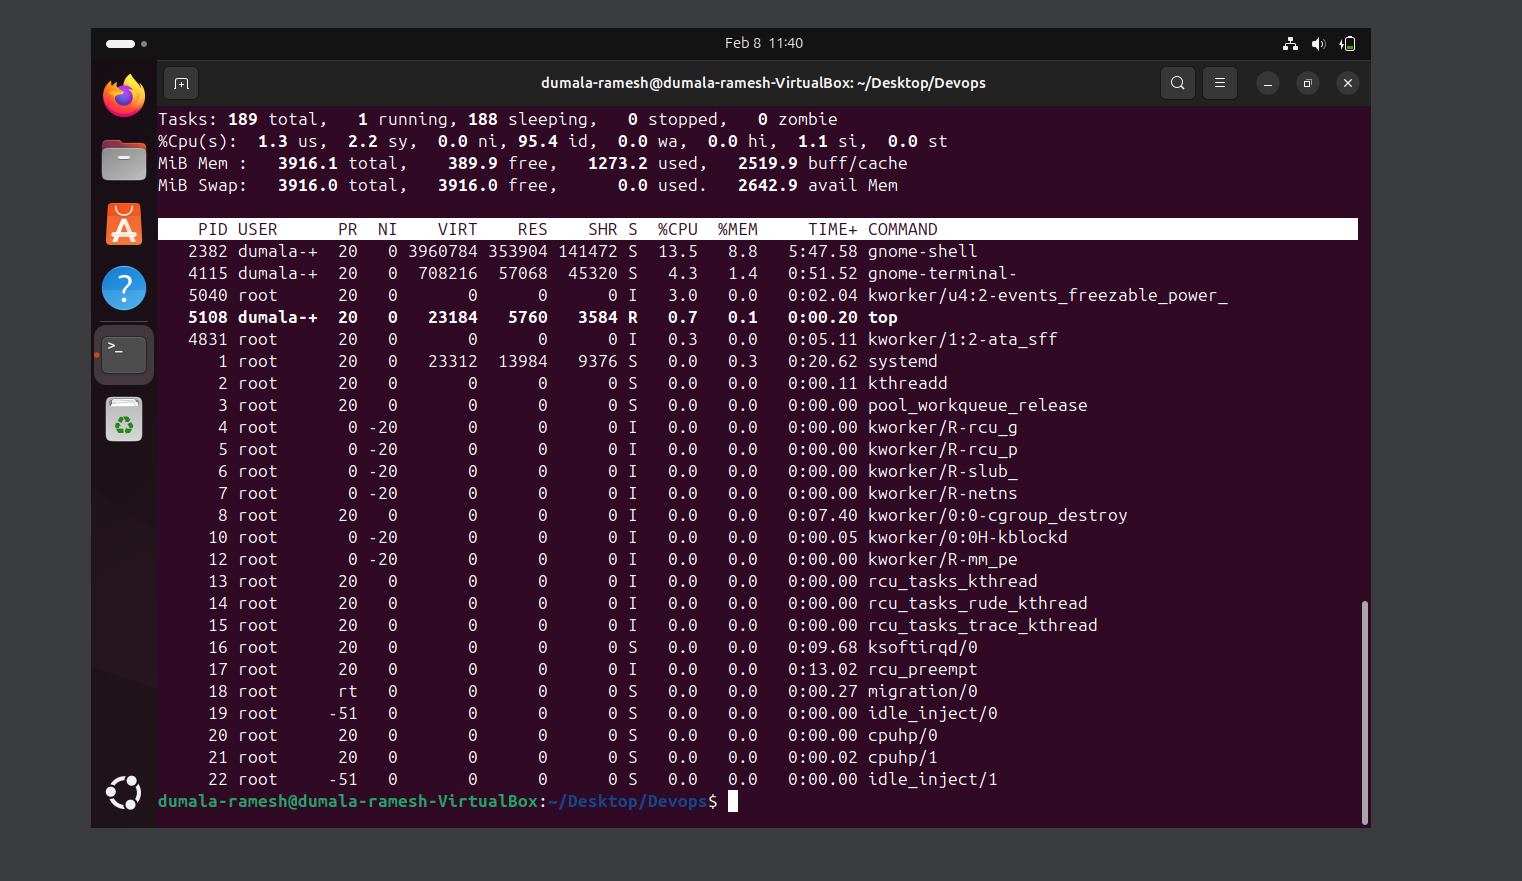 Feb 8 11:40
dumala-ramesh@dumala-ramesh-VirtualBox: ~/Desktop/Devops
Tasks: 189 total,   1 running, 188 sleeping,   0 stopped,   0 zombie
%Cpu(s):  1.3 us,  2.2 sy,  0.0 ni, 95.4 id,  0.0 wa,  0.0 hi,  1.1 si,  0.0 st
MiB Mem :   3916.1 total,    389.9 free,   1273.2 used,   2519.9 buff/cache
MiB Swap:   3916.0 total,   3916.0 free,      0.0 used.   2642.9 avail Mem
PID USER      PR  NI    VIRT    RES    SHR S  %CPU  %MEM     TIME+ COMMAND
2382 dumala-+  20   0 3960784 353904 141472 S  13.5   8.8   5:47.58 gnome-shell
4115 dumala-+  20   0  708216  57068  45320 S   4.3   1.4   0:51.52 gnome-terminal-
5040 root      20   0       0      0      0 I   3.0   0.0   0:02.04 kworker/u4:2-events_freezable_power_
5108 dumala-+  20   0   23184   5760   3584 R   0.7   0.1   0:00.20 top
4831 root      20   0       0      0      0 I   0.3   0.0   0:05.11 kworker/1:2-ata_sff
1 root      20   0   23312  13984   9376 S   0.0   0.3   0:20.62 systemd
2 root      20   0       0      0      0 S   0.0   0.0   0:00.11 kthreadd
3 root      20   0       0      0      0 S   0.0   0.0   0:00.00 pool_workqueue_release
4 root       0 -20       0      0      0 I   0.0   0.0   0:00.00 kworker/R-rcu_g
5 root       0 -20       0      0      0 I   0.0   0.0   0:00.00 kworker/R-rcu_p
6 root       0 -20       0      0      0 I   0.0   0.0   0:00.00 kworker/R-slub_
7 root       0 -20       0      0      0 I   0.0   0.0   0:00.00 kworker/R-netns
8 root      20   0       0      0      0 I   0.0   0.0   0:07.40 kworker/0:0-cgroup_destroy
10 root       0 -20       0      0      0 I   0.0   0.0   0:00.05 kworker/0:0H-kblockd
12 root       0 -20       0      0      0 I   0.0   0.0   0:00.00 kworker/R-mm_pe
13 root      20   0       0      0      0 I   0.0   0.0   0:00.00 rcu_tasks_kthread
14 root      20   0       0      0      0 I   0.0   0.0   0:00.00 rcu_tasks_rude_kthread
15 root      20   0       0      0      0 I   0.0   0.0   0:00.00 rcu_tasks_trace_kthread
16 root      20   0       0      0      0 S   0.0   0.0   0:09.68 ksoftirqd/0
17 root      20   0       0      0      0 I   0.0   0.0   0:13.02 rcu_preempt
18 root      rt   0       0      0      0 S   0.0   0.0   0:00.27 migration/0
19 root     -51   0       0      0      0 S   0.0   0.0   0:00.00 idle_inject/0
20 root      20   0       0      0      0 S   0.0   0.0   0:00.00 cpuhp/0
21 root      20   0       0      0      0 S   0.0   0.0   0:00.02 cpuhp/1
22 root     -51   0       0      0      0 S   0.0   0.0   0:00.00 idle_inject/1
dumala-ramesh@dumala-ramesh-VirtualBox:~/Desktop/Devops$